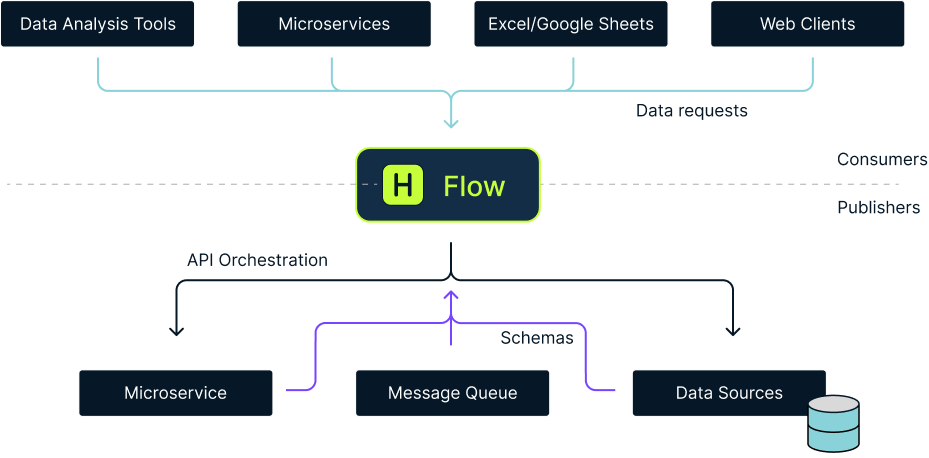 Data Analysis Tools
Microservices
Excel/Google Sheets
Web Clients
Data requests
Consumers
H Flow
Publishers
API Orchestration
Schemas
Microservice
Message Queue
Data Sources